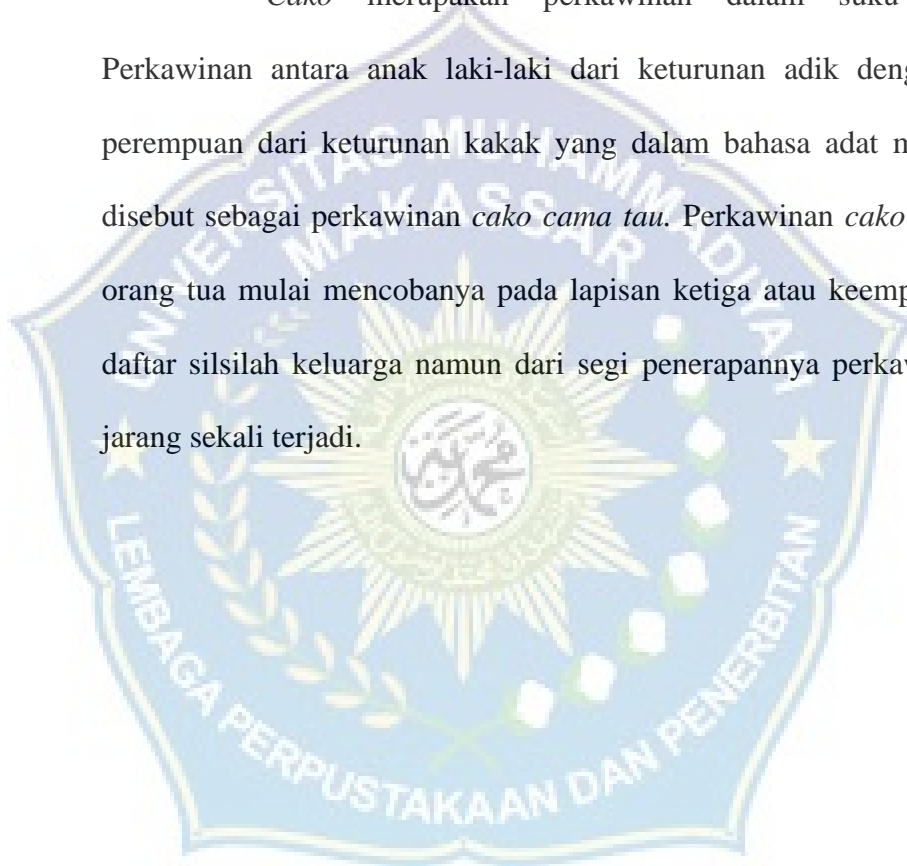 Cako merupakan perkawinan dalam suku
Perkawinan antara anak laki-laki dari keturunan adik deng
perempuan dari keturunan kakak yang dalam bahasa adat m
disebut sebagai perkawinan cako cama tau. Perkawinan cako
orang tua mulai mencobanya pada lapisan ketiga atau keemp
daftar silsilah keluarga namun dari segi penerapannya perkaw
jarang sekali terjadi.
UNIVERSITAS MUHAMMADIYAH
MAKASSAR
محمدية
LEMBAGA PERPUSTAKAAN DAN PENERBITAN